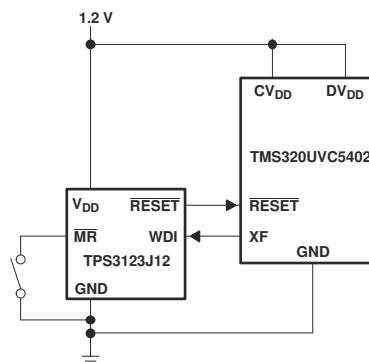 1.2 V
CVDD DVDD
TMS320UVC5402
VDD RESET RESET
MR WDI XF
TPS3123J12
GND
GND